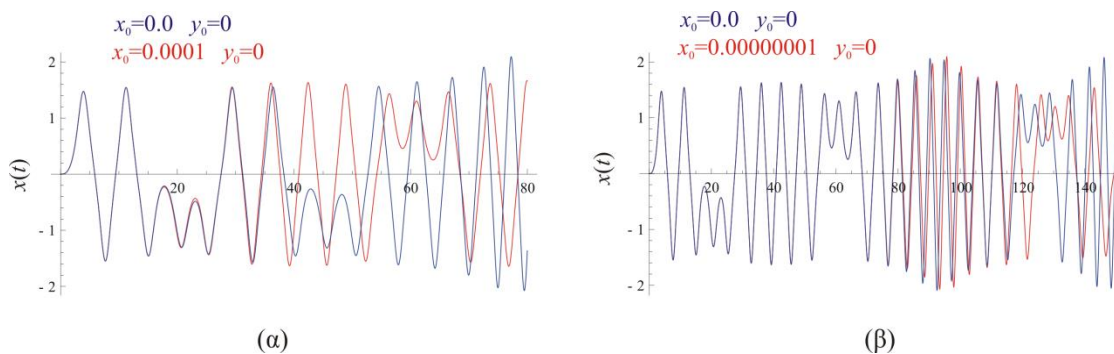 x₀=0.0 y₀=0
x₀=0.0001 y₀=0
2
1
-1
-2
x(t)
20 40 60 80
(α)
x₀=0.0 y₀=0
x₀=0.00000001 y₀=0
2
1
-1
-2
x(t)
20 40 60 80 100 120 140
(β)